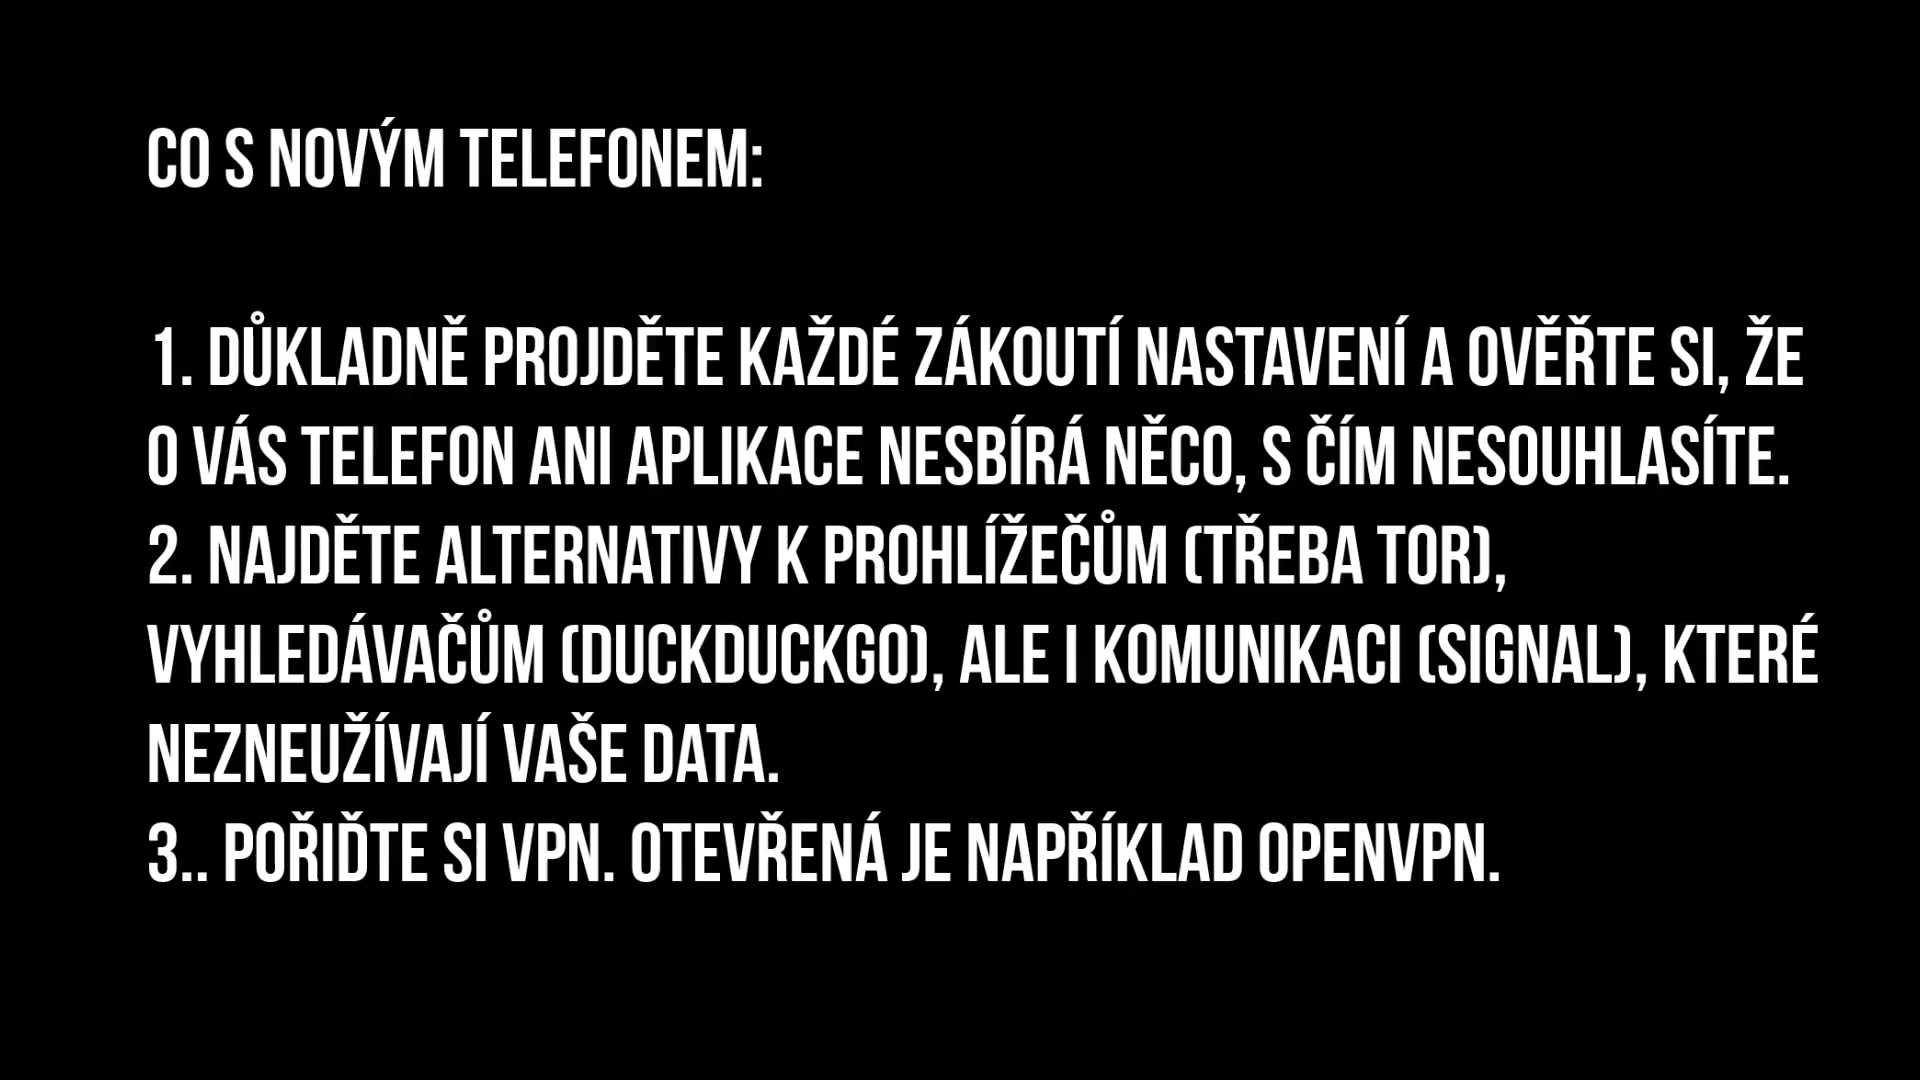 CO S NOVÝM TELEFONEM:
1. DŮKLADNĚ PROJDĚTE KAŽDÉ ZÁKOUTÍ NASTAVENÍ A OVĚŘTE SI, ŽE
O VÁS TELEFON ANI APLIKACE NESBÍRÁ NĚCO, S ČÍM NESOUHLASÍTE.
2. NAJDĚTE ALTERNATIVY K PROHLÍŽEČŮM (TŘEBA TOR),
VYHLEDÁVAČŮM (DUCKDUCKGO), ALE I KOMUNIKACI (SIGNAL), KTERÉ
NEZNEUŽÍVAJÍ VAŠE DATA.
3.. POŘIĎTE SI VPN. OTEVŘENÁ JE NAPŘÍKLAD OPENVPN.